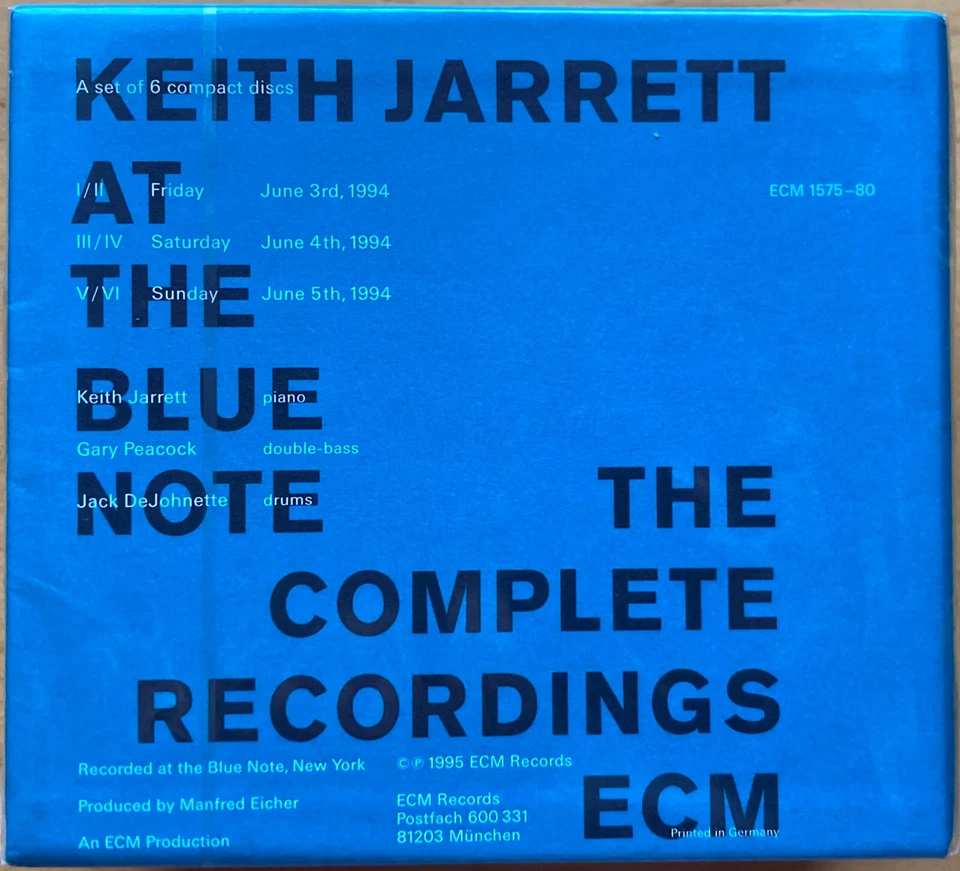 KEITH JARRETT
A set of 6 compact discs
AT
I/II Friday June 3rd, 1994
ECM 1575–80
III/IV Saturday June 4th, 1994
THE
V/VI Sunday June 5th, 1994
BLUE
Keith Jarrett piano
Gary Peacock double-bass
NOTE
Jack DeJohnette drums
THE
COMPLETE
RECORDINGS
Recorded at the Blue Note, New York
Produced by Manfred Eicher
An ECM Production
©℗ 1995 ECM Records
ECM Records
Postfach 600 331
81203 München
ECM
Printed in Germany